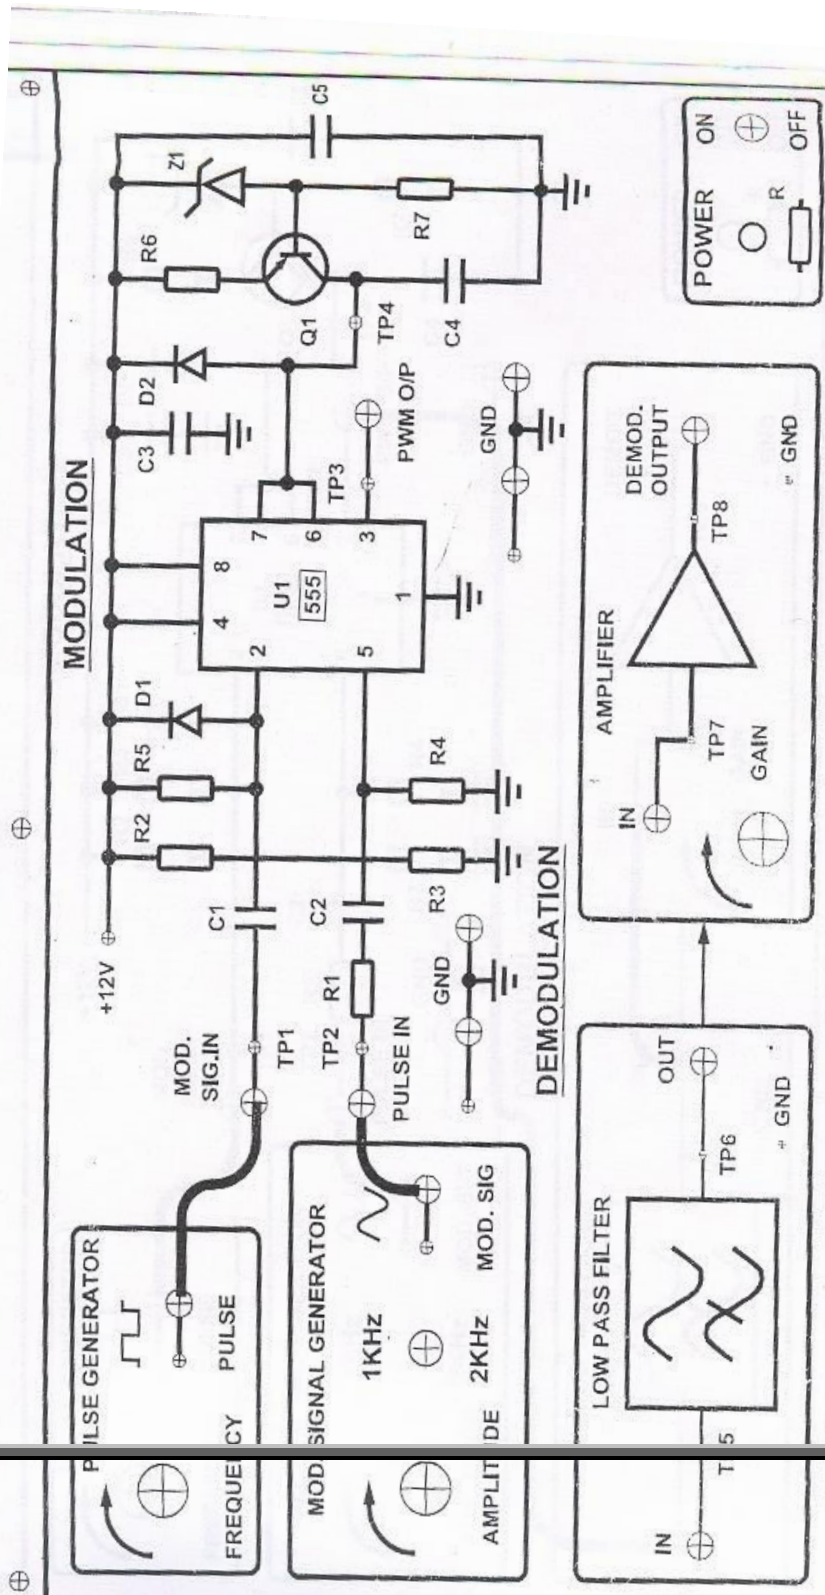 MODULATION
+12V
R2
R5
D1
C3
D2
R6
Z1
C5
C1
2
4
8
7
U1
555
6
TP3
3
5
1
PWM O/P
Q1
TP4
R7
C4
C2
R1
R3
R4
GND
GND
MOD.
SIG.IN
TP1
TP2
PULSE IN
PULSE GENERATOR
PULSE
FREQUENCY
MOD. SIGNAL GENERATOR
1KHz
2KHz
MOD. SIG
DEMODULATION
LOW PASS FILTER
IN
TP6
OUT
GND
AMPLIFIER
IN
TP7
GAIN
TP8
DEMOD.
OUTPUT
GND
POWER
ON
R
OFF